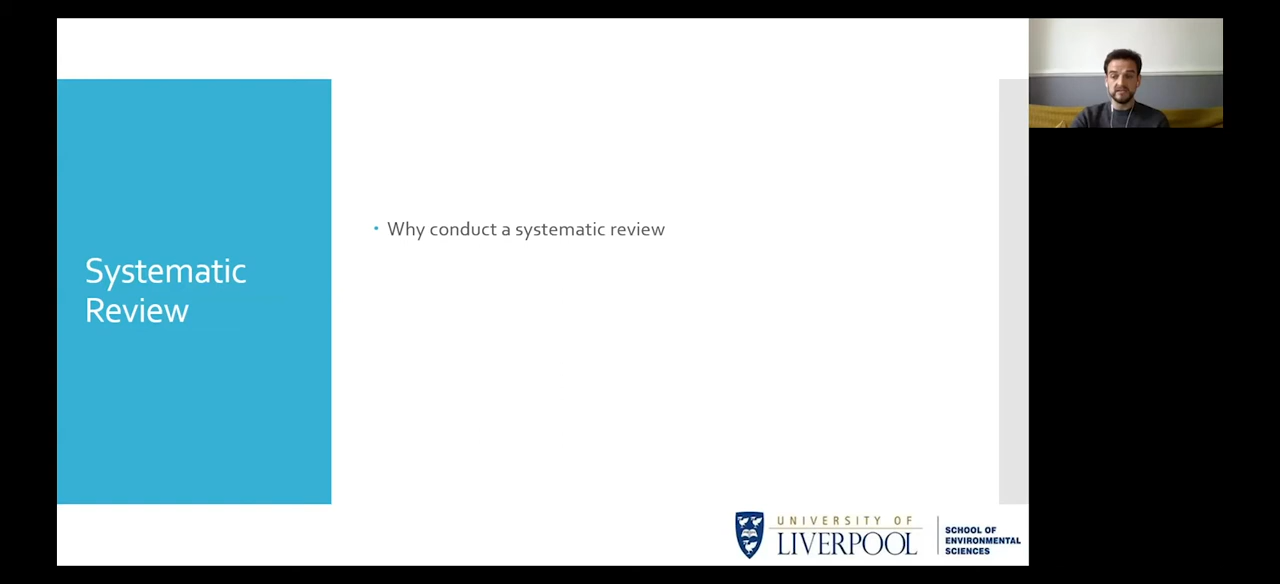 Systematic
Review
• Why conduct a systematic review
UNIVERSITY OF
LIVERPOOL
SCHOOL OF
ENVIRONMENTAL
SCIENCES